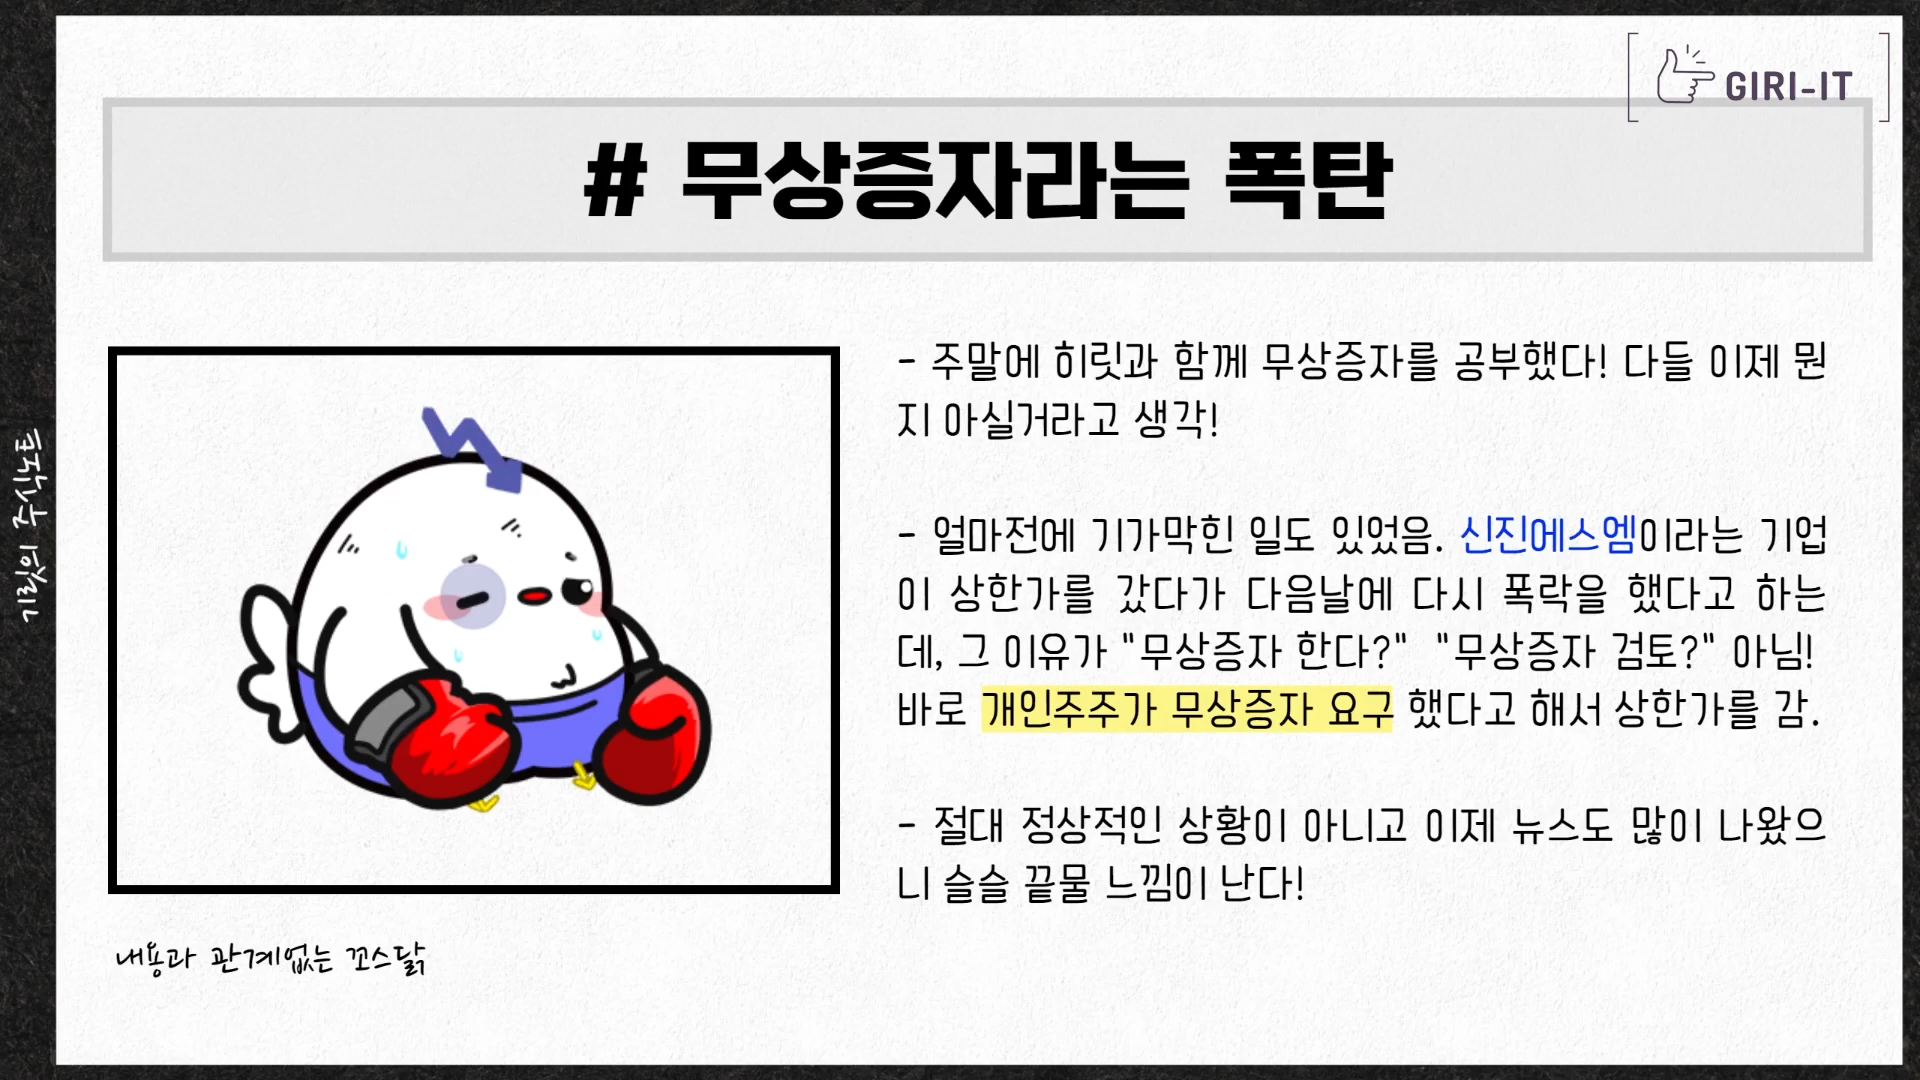 GIRI-IT
# 무상증자라는 폭탄
- 주말에 히릿과 함께 무상증자를 공부했다! 다들 이제 뭔
지 아실거라고 생각!
- 얼마전에 기가막힌 일도 있었음. 신진에스엠이라는 기업
이 상한가를 갔다가 다음날에 다시 폭락을 했다고 하는
데, 그 이유가 "무상증자 한다?" "무상증자 검토?" 아님!
바로 개인주주가 무상증자 요구 했다고 해서 상한가를 감.
- 절대 정상적인 상황이 아니고 이제 뉴스도 많이 나왔으
니 슬슬 끝물 느낌이 난다!
내용과 관계없는 꼬스닭
기릿의 주식노트